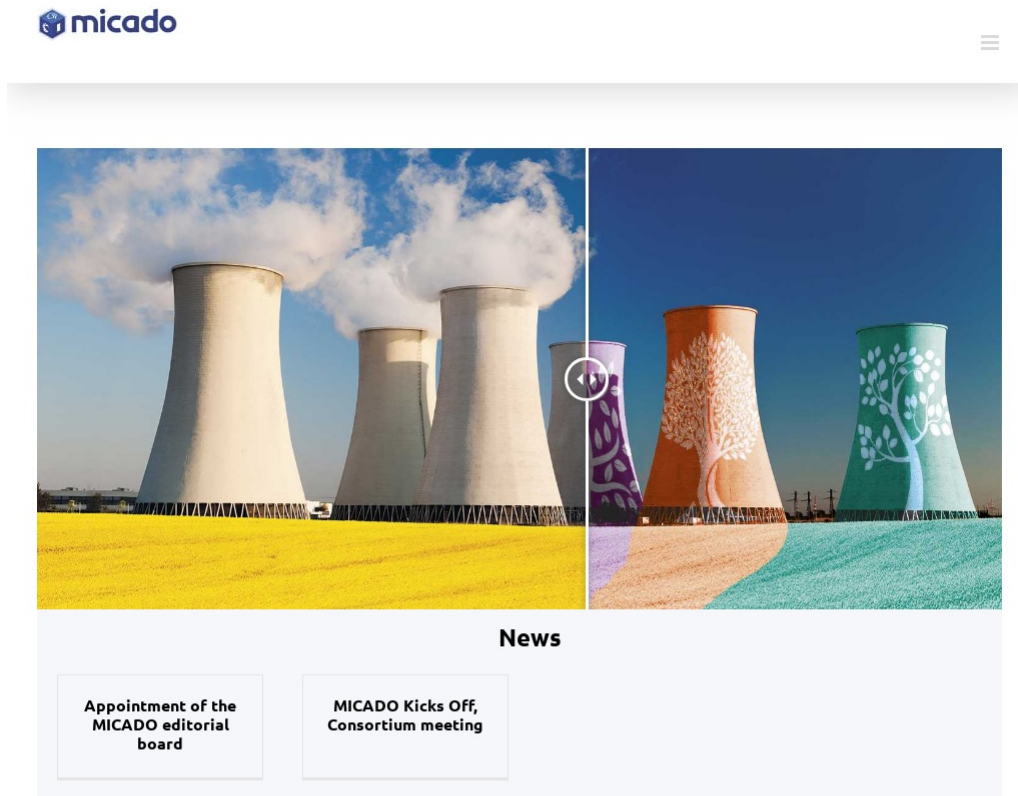 micado
News
Appointment of the
MICADO editorial
board
MICADO Kicks Off,
Consortium meeting